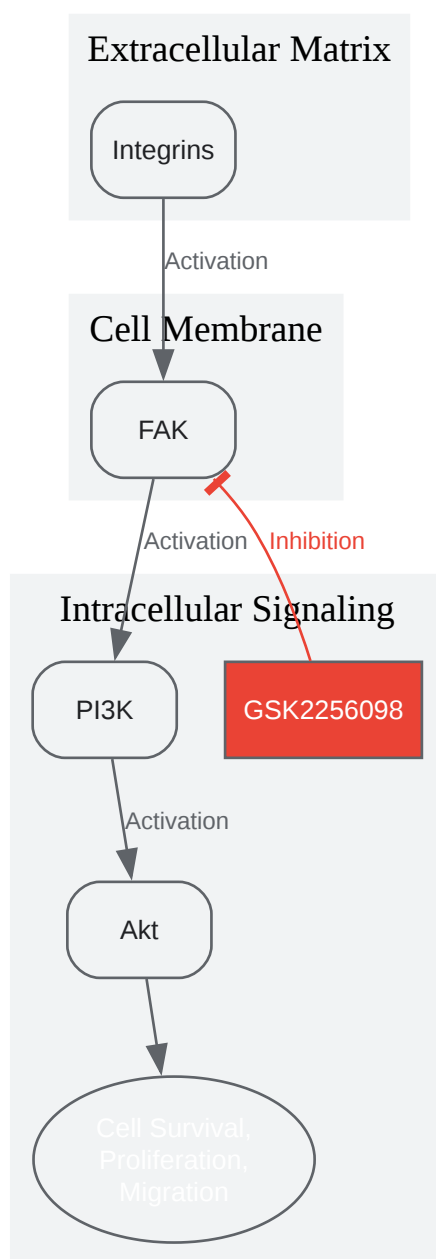 Extracellular Matrix
Integrins
Activation
Cell Membrane
FAK
Activation
Inhibition
Intracellular Signaling
PI3K
GSK2256098
Activation
Akt
Cell Survival,
Proliferation,
Migration